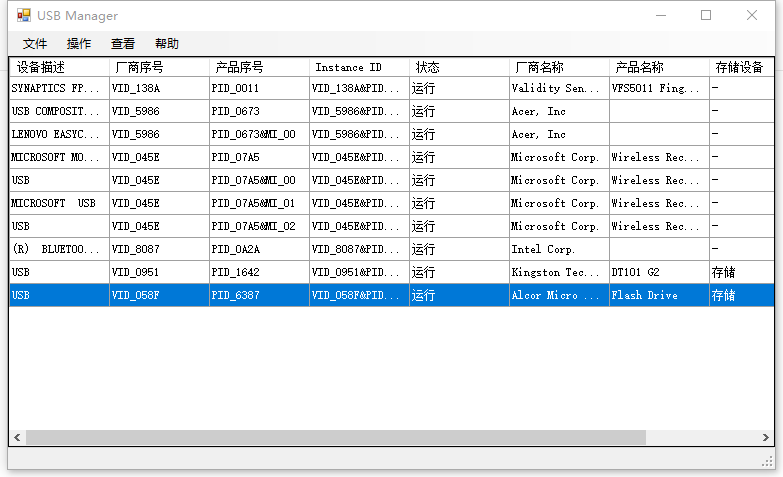 USB Manager
文件 操作 查看 帮助
设备描述 厂商序号 产品序号 Instance ID 状态 厂商名称 产品名称 存储设备
SYNAPTICS FP... VID_138A PID_0011 VID_138A&PID... 运行 Validity Sen... VFS5011 Fing... -
USB COMPOSIT... VID_5986 PID_0673 VID_5986&PID... 运行 Acer, Inc -
LENOVO EASYC... VID_5986 PID_0673&MI_00 VID_5986&PID... 运行 Acer, Inc -
MICROSOFT MO... VID_045E PID_07A5 VID_045E&PID... 运行 Microsoft Corp. Wireless Rec... -
USB VID_045E PID_07A5&MI_00 VID_045E&PID... 运行 Microsoft Corp. Wireless Rec... -
MICROSOFT  USB VID_045E PID_07A5&MI_01 VID_045E&PID... 运行 Microsoft Corp. Wireless Rec... -
USB VID_045E PID_07A5&MI_02 VID_045E&PID... 运行 Microsoft Corp. Wireless Rec... -
(R)  BLUETOO... VID_8087 PID_0A2A VID_8087&PID... 运行 Intel Corp. -
USB VID_0951 PID_1642 VID_0951&PID... 运行 Kingston Tec... DT101 G2 存储
USB VID_058F PID_6387 VID_058F&PID... 运行 Alcor Micro ... Flash Drive 存储